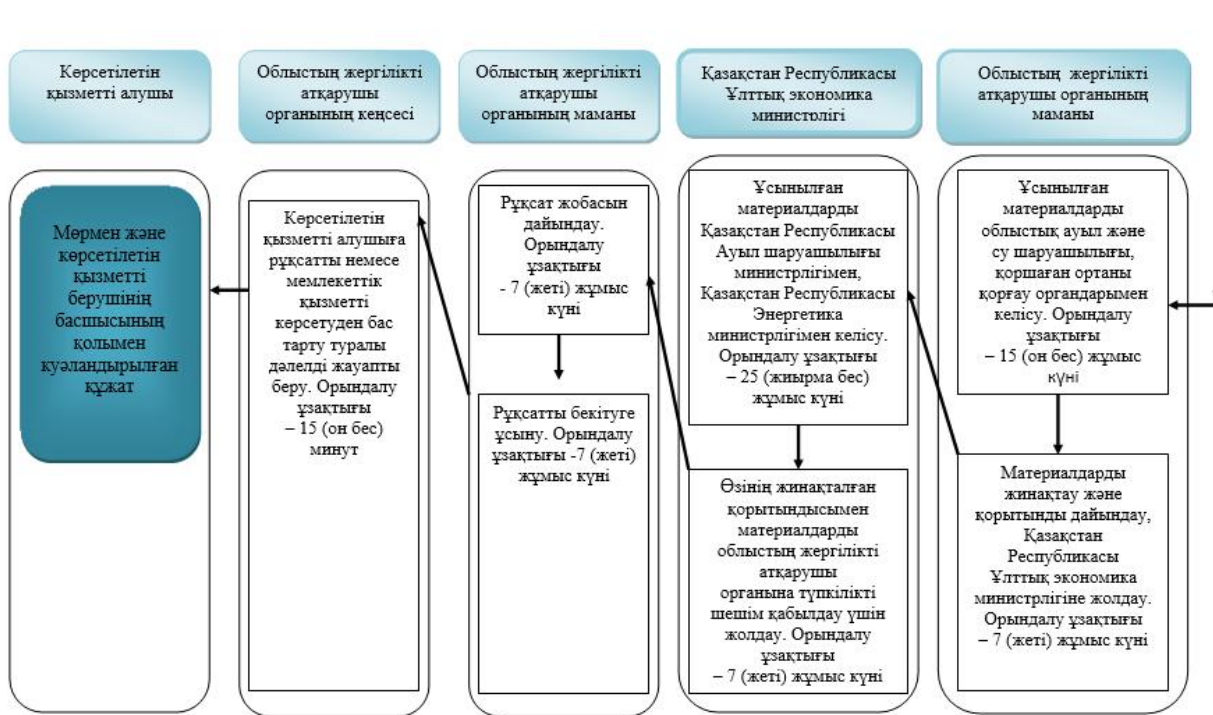 Көрсетілетін
қызметті алушы
Облыстың жергілікті
атқарушы
органының кеңсесі
Облыстың жергілікті
атқарушы
органының маманы
Қазақстан Республикасы
Ұлттық экономика
министрлігі
Облыстың жергілікті
атқарушы органының
маманы
Мөрмен және
көрсетілетін
қызметті
берушінің
басшысының
қолымен
куәландырылған
құжат
Көрсетілетін
қызметті алушыға
рұқсатты немесе
мемлекеттік
қызметті
көрсетуден бас
тарту туралы
дәлелді жауапты
беру. Орындалу
ұзақтығы
– 15 (он бес)
минут
Рұқсат жобасын
дайындау.
Орындалу
ұзақтығы
- 7 (жеті) жұмыс
күні
Рұқсатты бекітуге
ұсыну. Орындалу
ұзақтығы -7 (жеті)
жұмыс күні
Ұсынылған
материалдарды
Қазақстан Республикасы
Ауыл шаруашылығы
министрлігімен,
Қазақстан Республикасы
Энергетика
министрлігімен келісу.
Орындалу ұзақтығы
– 25 (жиырма бес)
жұмыс күні
Өзінің жинақталған
қорытындысымен
материалдарды
облыстың жергілікті
атқарушы
органына түпкілікті
шешім қабылдау үшін
жолдау. Орындалу
ұзақтығы
– 7 (жеті) жұмыс күні
Ұсынылған
материалдарды
облыстық ауыл және
су шаруашылығы,
қоршаған ортаны
қорғау органдарымен
келісу. Орындалу
ұзақтығы
– 15 (он бес) жұмыс
күні
Материалдарды
жинақтау және
қорытынды дайындау,
Қазақстан
Республикасы
Ұлттық экономика
министрлігіне жолдау.
Орындалу ұзақтығы
– 7 (жеті) жұмыс күні